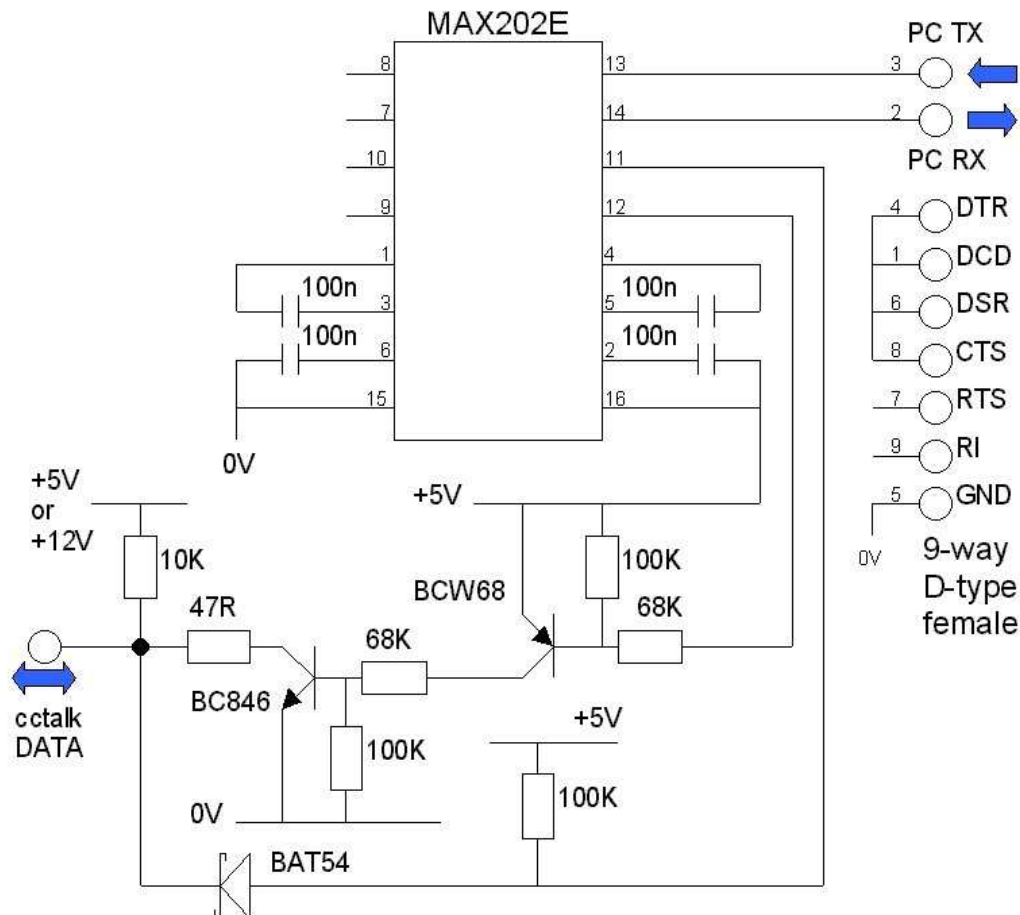 MAX202E
PC TX
8
13
3
7
14
2
10
11
PC RX
9
12
4
DTR
1
4
1
DCD
100n
100n
3
5
6
DSR
100n
100n
6
2
8
CTS
15
16
7
RTS
0V
9
RI
+5V
or
+12V
+5V
5
GND
0V
10K
100K
9-way
D-type
female
BCW68
47R
68K
68K
BC846
cctalk
DATA
+5V
100K
100K
0V
BAT54